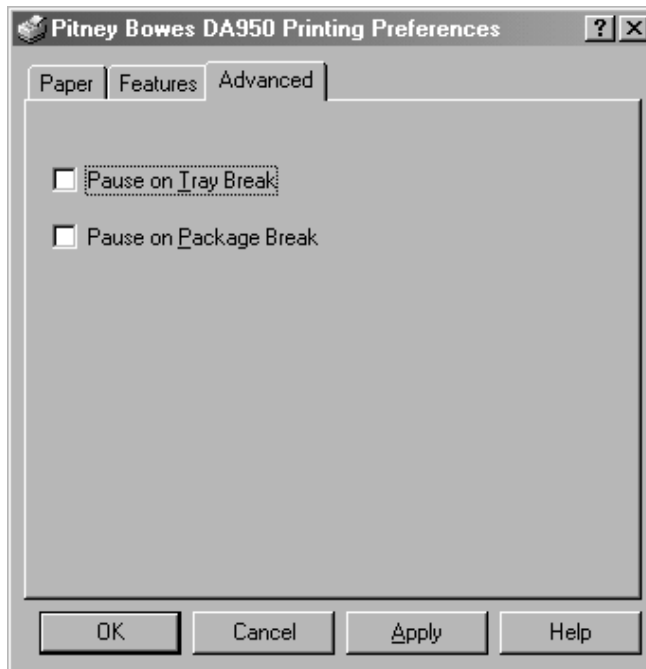 Pitney Bowes DA950 Printing Preferences
Paper Features Advanced
Pause on Tray Break
Pause on Package Break
OK Cancel Apply Help